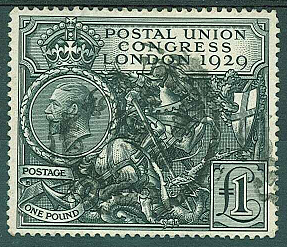 POSTAL UNION
CONGRESS
LONDON 1929
POSTAGE
ONE POUND
£1